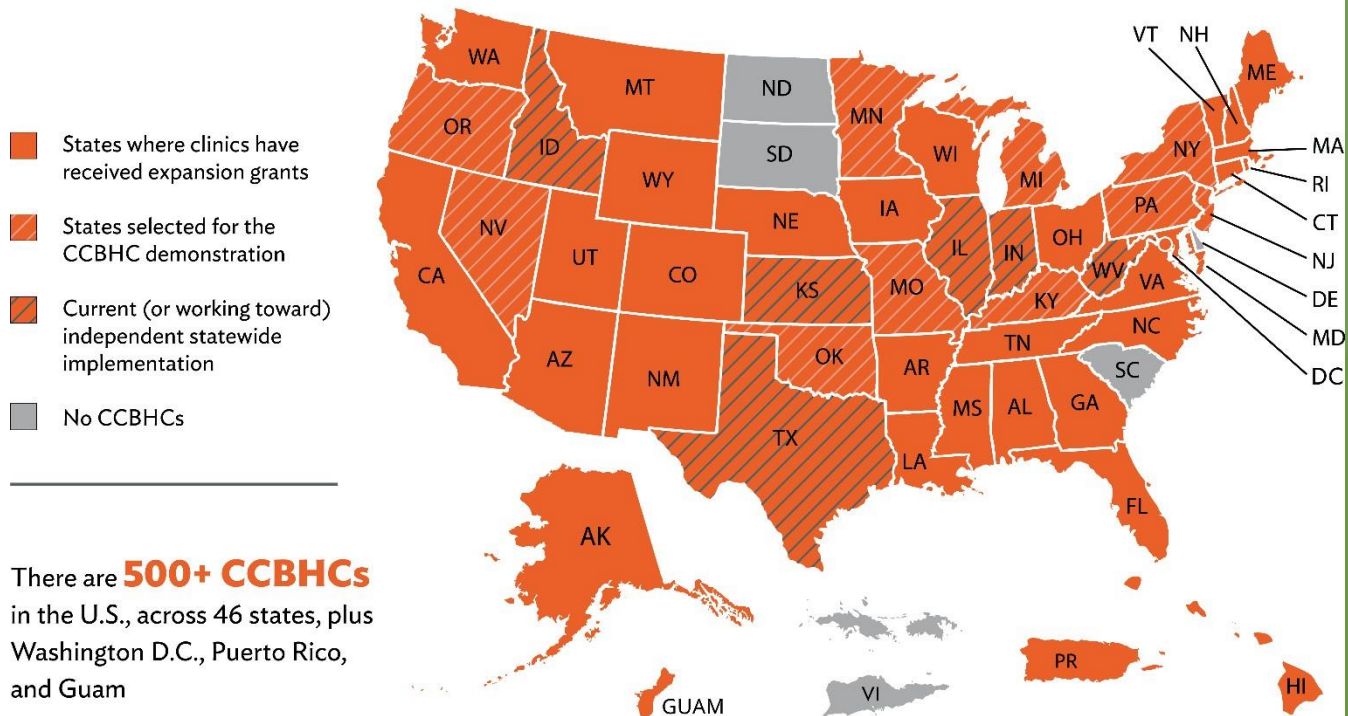 States where clinics have
received expansion grants
States selected for the
CCBHC demonstration
Current (or working toward)
independent statewide
implementation
No CCBHCs
There are 500+ CCBHCs
in the U.S., across 46 states, plus
Washington D.C., Puerto Rico,
and Guam
VT NH
WA
MT
ND
MN
ME
OR
ID
SD
WI
MI
NY
MA
WY
RI
CT
NJ
DE
MD
DC
NV
NE
IA
PA
UT
CO
IL
IN
OH
CA
KS
MO
WV
VA
KY
NC
TN
AZ
NM
OK
AR
SC
MS
AL
GA
TX
LA
FL
AK
PR
HI
VI
GUAM